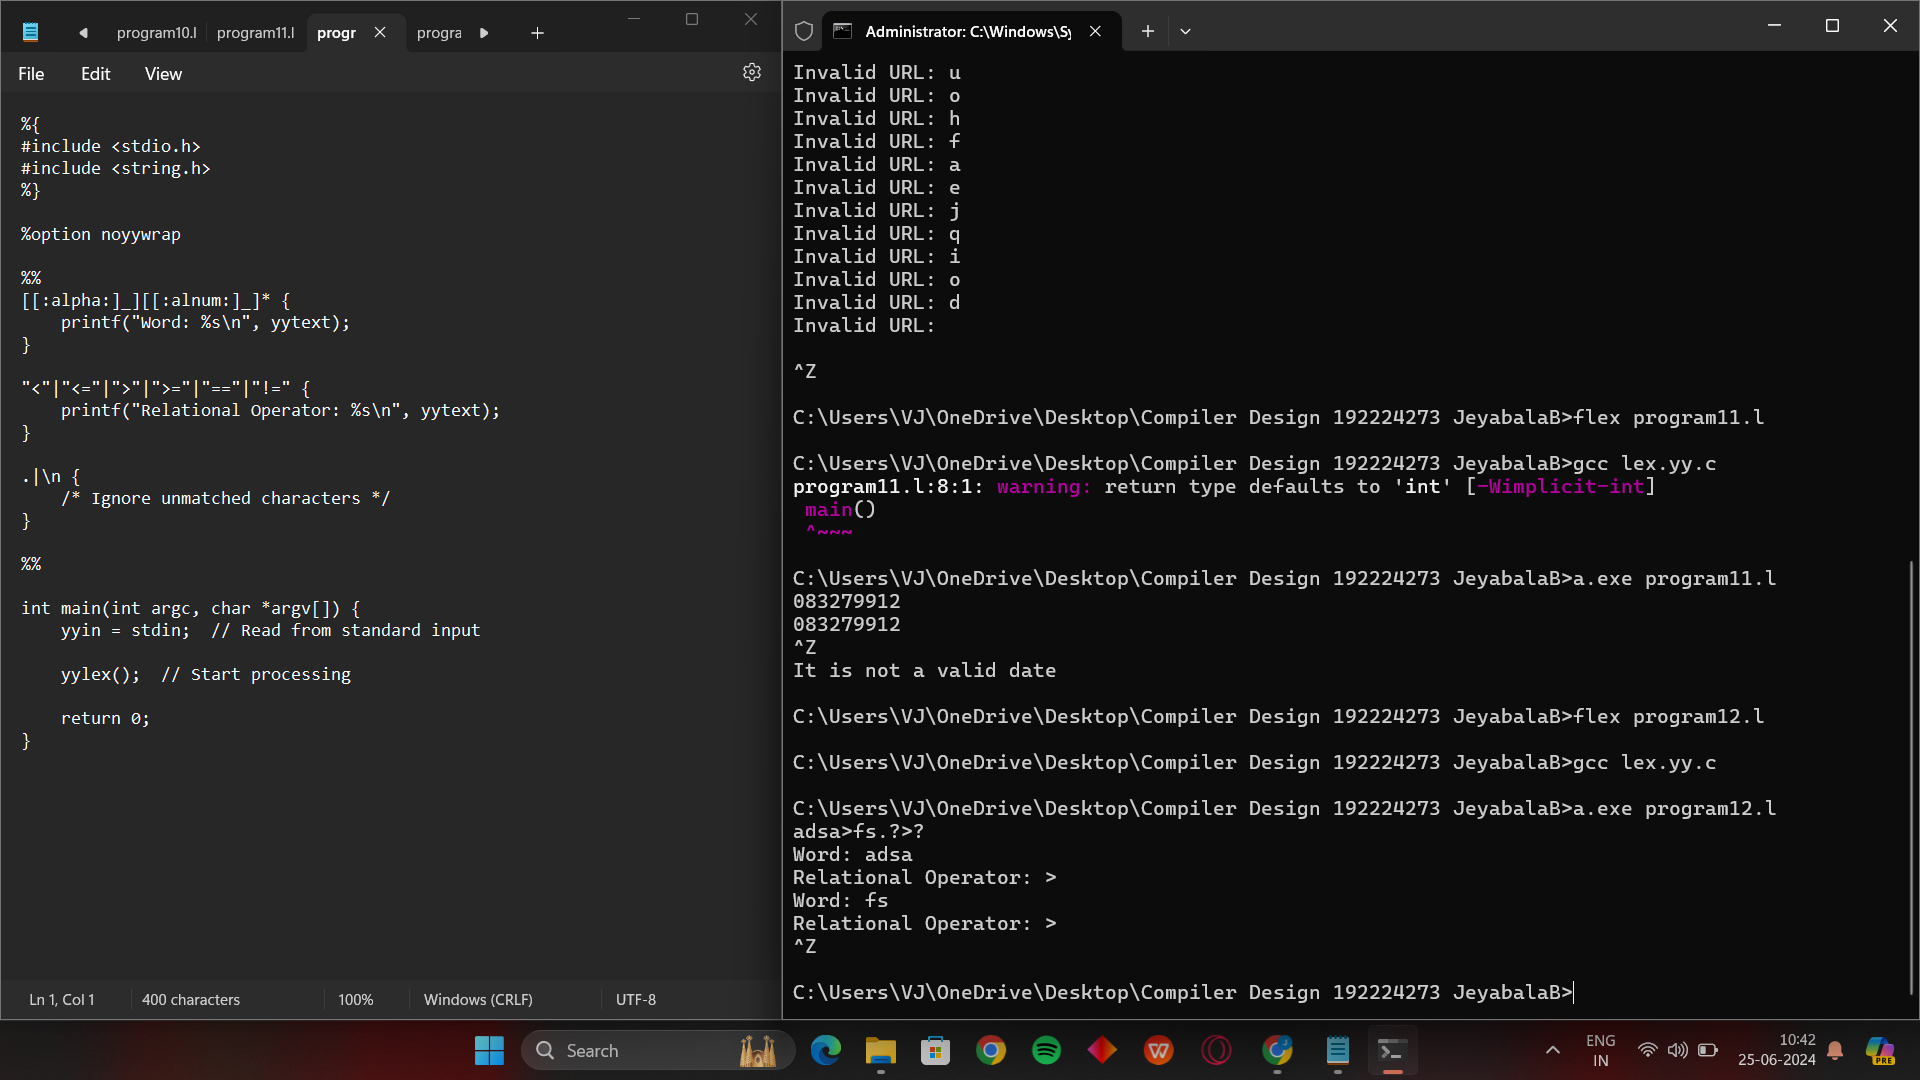 program10.l
program11.l
progr
progra
File
Edit
View
%{
#include <stdio.h>
#include <string.h>
%}
%option noyywrap
%%
[[:alpha:]_][[:alnum:]_]* {
    printf("Word: %s\n", yytext);
}
"<"|"<="|">"|">="|"=="|"!=" {
    printf("Relational Operator: %s\n", yytext);
}
.|\n {
    /* Ignore unmatched characters */
}
%%
int main(int argc, char *argv[]) {
    yyin = stdin;  // Read from standard input
    yylex();  // Start processing
    return 0;
}
Ln 1, Col 1
400 characters
100%
Windows (CRLF)
UTF-8
Administrator: C:\Windows\Sy
Invalid URL: u
Invalid URL: o
Invalid URL: h
Invalid URL: f
Invalid URL: a
Invalid URL: e
Invalid URL: j
Invalid URL: q
Invalid URL: i
Invalid URL: o
Invalid URL: d
Invalid URL:
^Z
C:\Users\VJ\OneDrive\Desktop\Compiler Design 192224273 JeyabalaB>flex program11.l
C:\Users\VJ\OneDrive\Desktop\Compiler Design 192224273 JeyabalaB>gcc lex.yy.c
program11.l:8:1: warning: return type defaults to 'int' [-Wimplicit-int]
 main()
 ^~~~
C:\Users\VJ\OneDrive\Desktop\Compiler Design 192224273 JeyabalaB>a.exe program11.l
083279912
083279912
^Z
It is not a valid date
C:\Users\VJ\OneDrive\Desktop\Compiler Design 192224273 JeyabalaB>flex program12.l
C:\Users\VJ\OneDrive\Desktop\Compiler Design 192224273 JeyabalaB>gcc lex.yy.c
C:\Users\VJ\OneDrive\Desktop\Compiler Design 192224273 JeyabalaB>a.exe program12.l
adsa>fs.?>?
Word: adsa
Relational Operator: >
Word: fs
Relational Operator: >
^Z
C:\Users\VJ\OneDrive\Desktop\Compiler Design 192224273 JeyabalaB>
Search
ENG
IN
10:42
25-06-2024
PRE